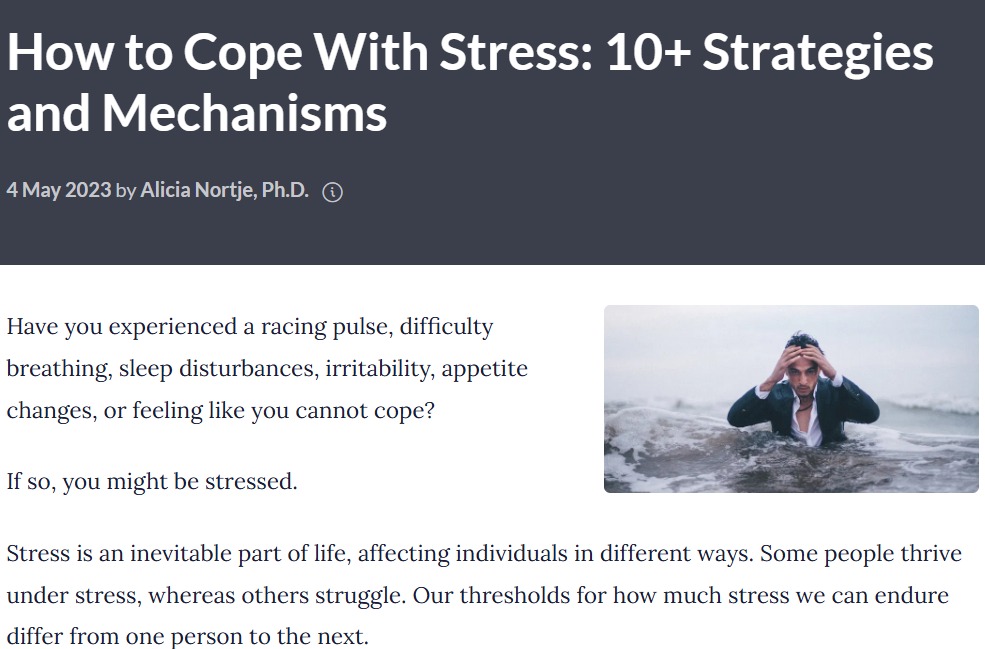 How to Cope With Stress: 10+ Strategies
and Mechanisms
4 May 2023 by Alicia Nortje, Ph.D.
Have you experienced a racing pulse, difficulty
breathing, sleep disturbances, irritability, appetite
changes, or feeling like you cannot cope?
If so, you might be stressed.
Stress is an inevitable part of life, affecting individuals in different ways. Some people thrive
under stress, whereas others struggle. Our thresholds for how much stress we can endure
differ from one person to the next.